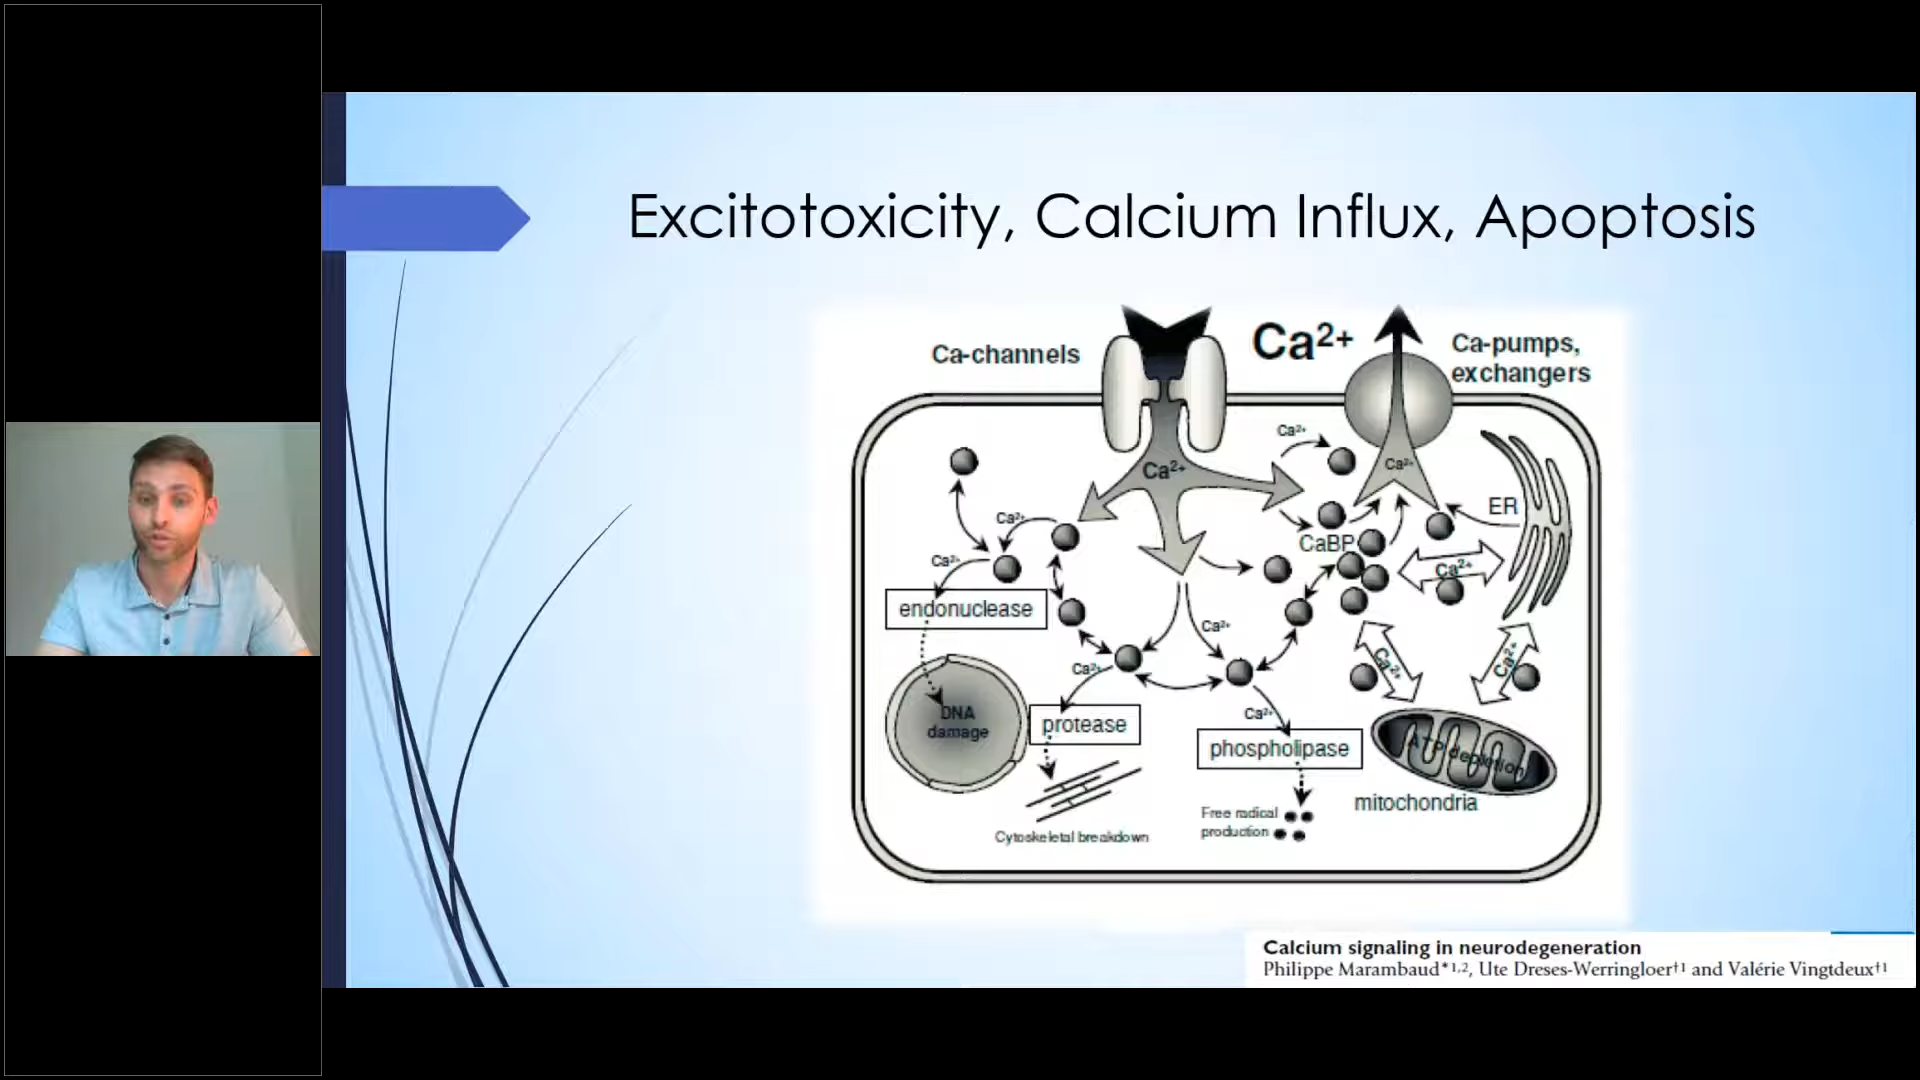 Excitotoxicity, Calcium Influx, Apoptosis
Ca-channels
Ca²⁺
Ca-pumps,
exchangers
Ca²⁺
Ca²⁺
Ca²⁺
ER
Ca²⁺
CaBP
Ca²⁺
Ca²⁺
endonuclease
Ca²⁺
Ca²⁺
Ca²⁺
Ca²⁺
DNA
damage
protease
Ca²⁺
phospholipase
ATP depletion
mitochondria
Free radical
production
Cytoskeletal breakdown
Calcium signaling in neurodegeneration
Philippe Marambaud*¹,², Ute Dreses-Werringloer†¹ and Valérie Vingtdeux†¹